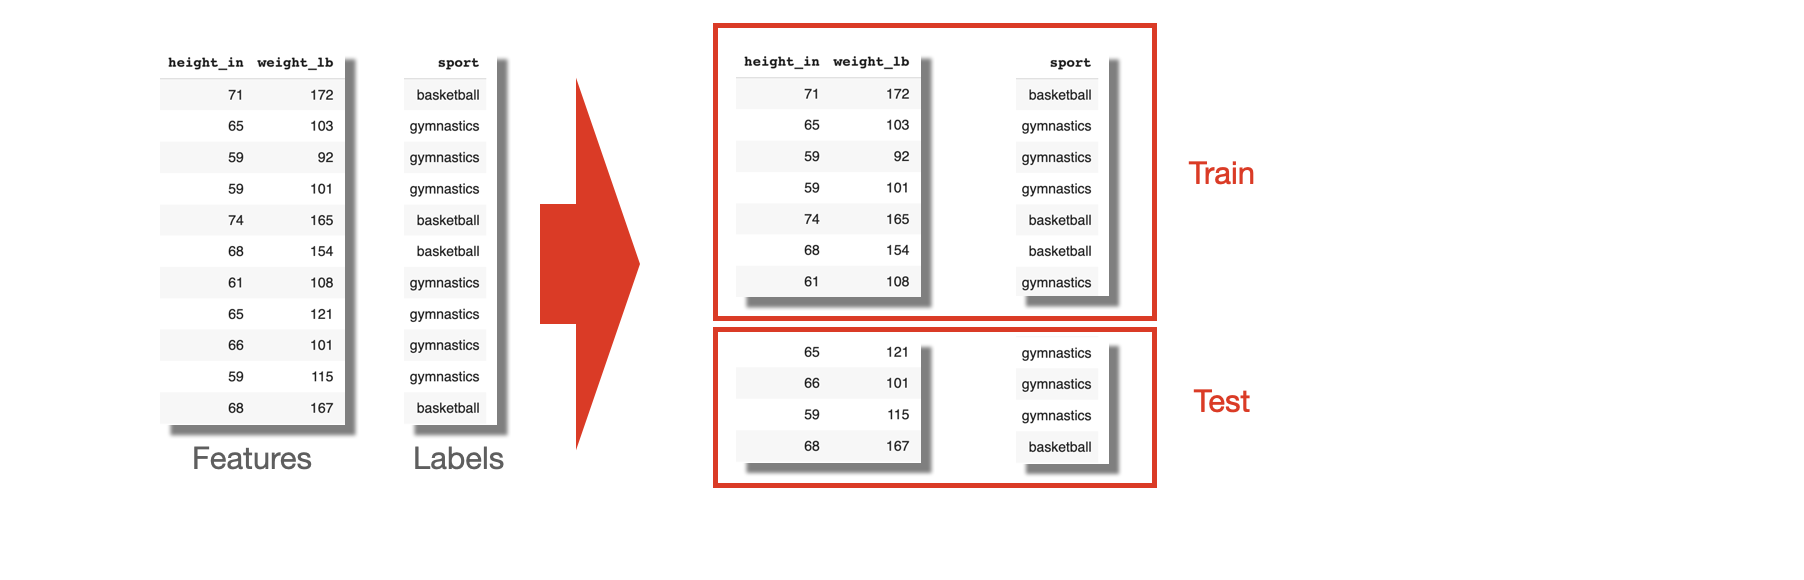 height_in weight_lb
71 172
65 103
59 92
59 101
74 165
68 154
61 108
65 121
66 101
59 115
68 167
Features
sport
basketball
gymnastics
gymnastics
gymnastics
basketball
basketball
gymnastics
gymnastics
gymnastics
gymnastics
basketball
Labels
height_in weight_lb
71 172
65 103
59 92
59 101
74 165
68 154
61 108
sport
basketball
gymnastics
gymnastics
gymnastics
basketball
basketball
gymnastics
Train
65 121
66 101
59 115
68 167
gymnastics
gymnastics
gymnastics
basketball
Test